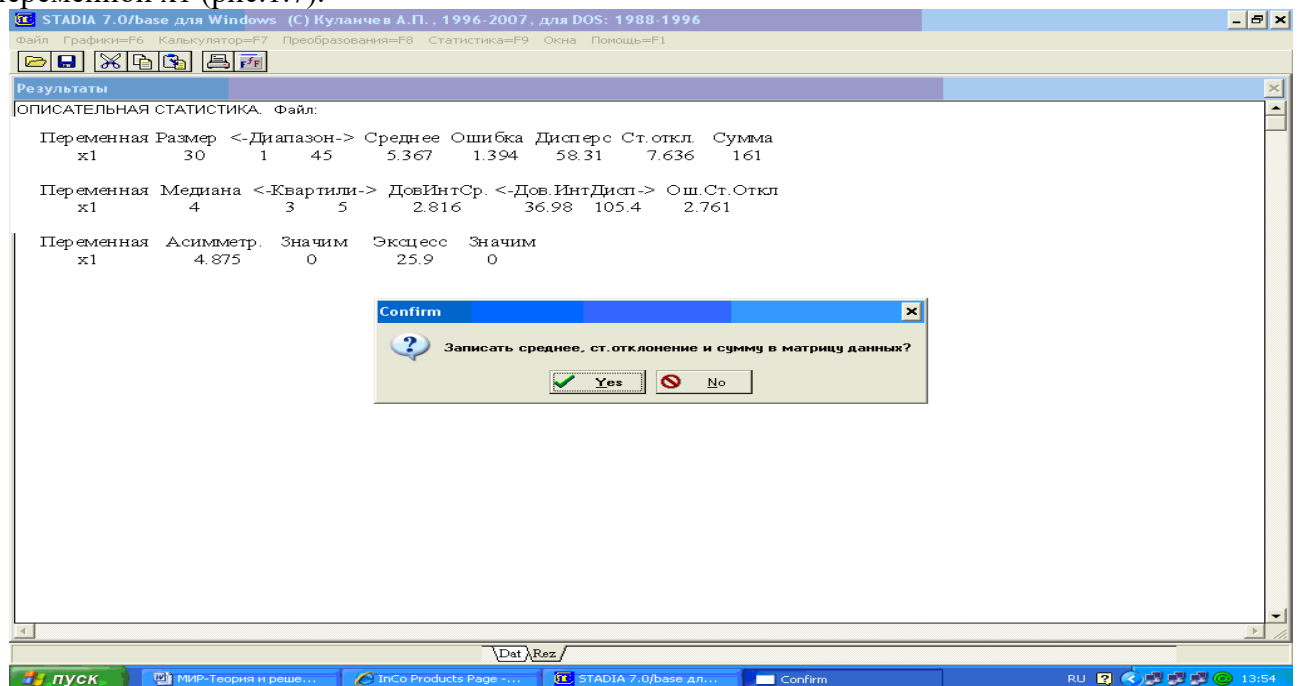 переменной x1 (рис.1.7).
STADIA 7.0/base для Windows (C) Кулаичев А.П., 1996-2007, для DOS: 1988-1996
Файл Графики=F6 Калькулятор=F7 Преобразования=F8 Статистика=F9 Окна Помощь=F1
Результаты
ОПИСАТЕЛЬНАЯ СТАТИСТИКА. Файл:
Переменная Размер <-Диапазон-> Среднее Ошибка Дисперс Ст.откл. Сумма
x1 30 1 45 5.367 1.394 58.31 7.636 161
Переменная Медиана <-Квартили-> ДовИнтСр. <-Дов.ИнтДисп-> Ош.Ст.Откл
x1 4 3 5 2.816 36.98 105.4 2.761
Переменная Асимметр. Значим Эксцесс Значим
x1 4.875 0 25.9 0
Confirm
Записать среднее, ст.отклонение и сумму в матрицу данных?
Yes No
Dat Rez
пуск МИР-Теория и реше... InCo Products Page -... STADIA 7.0/base дл... Confirm RU 13:54